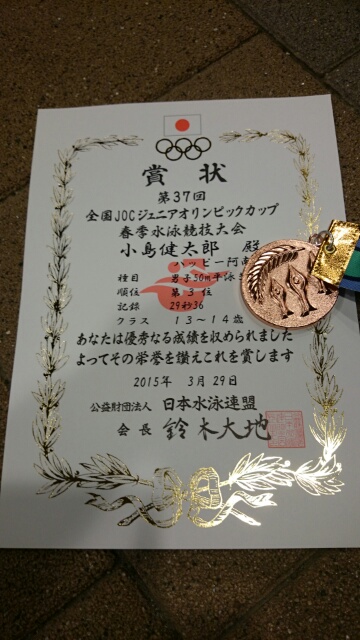 賞状
第37回
全国JOCジュニアオリンピックカップ
春季水泳競技大会
小島健太郎 殿
ハッピー阿南
種目 男子50m平泳ぎ
順位 第3位
記録 29秒36
クラス 13〜14歳
あなたは優秀なる成績を収められました
よってその栄誉を讃えこれを賞します
2015年 3月29日
公益財団法人 日本水泳連盟
会長 鈴木大地